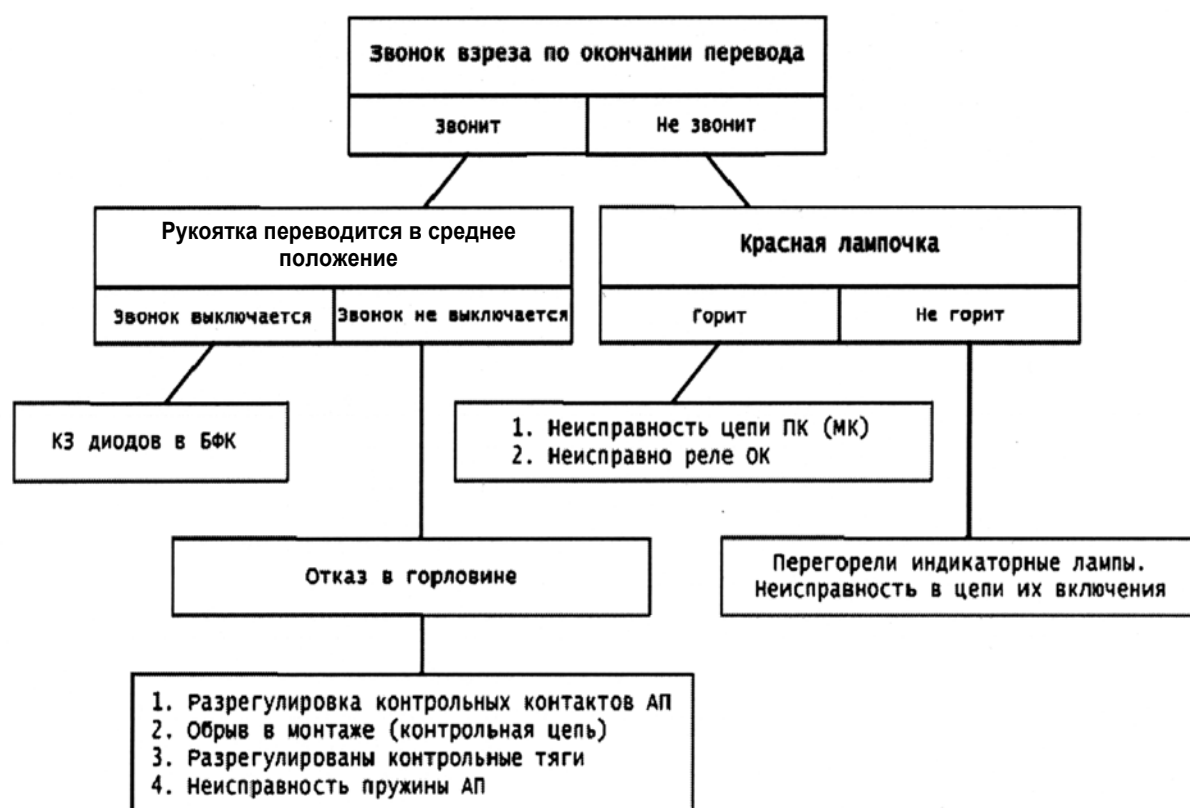 Звонок взреза по окончании перевода
Звонит
Не звонит
Рукоятка переводится в среднее
положение
Красная лампочка
Звонок выключается
Звонок не выключается
Горит
Не горит
КЗ диодов в БФК
1. Неисправность цепи ПК (МК)
2. Неисправно реле ОК
Отказ в горловине
Перегорели индикаторные лампы.
Неисправность в цепи их включения
1. Разрегулировка контрольных контактов АП
2. Обрыв в монтаже (контрольная цепь)
3. Разрегулированы контрольные тяги
4. Неисправность пружины АП